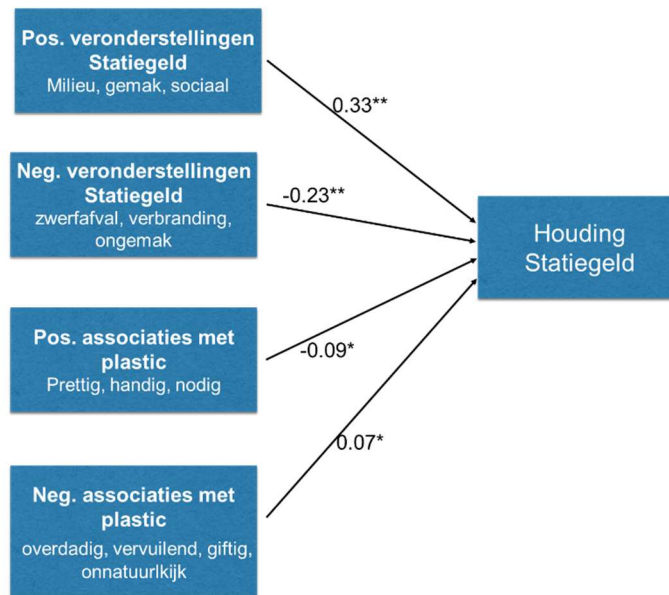 Pos. veronderstellingen
Statiegeld
Milieu, gemak, sociaal
0.33**
Neg. veronderstellingen
Statiegeld
zwerfafval, verbranding,
ongemak
-0.23**
Houding
Statiegeld
Pos. associaties met
plastic
Prettig, handig, nodig
-0.09*
0.07*
Neg. associaties met
plastic
overdadig, vervuilend, giftig,
onnatuurlkijk